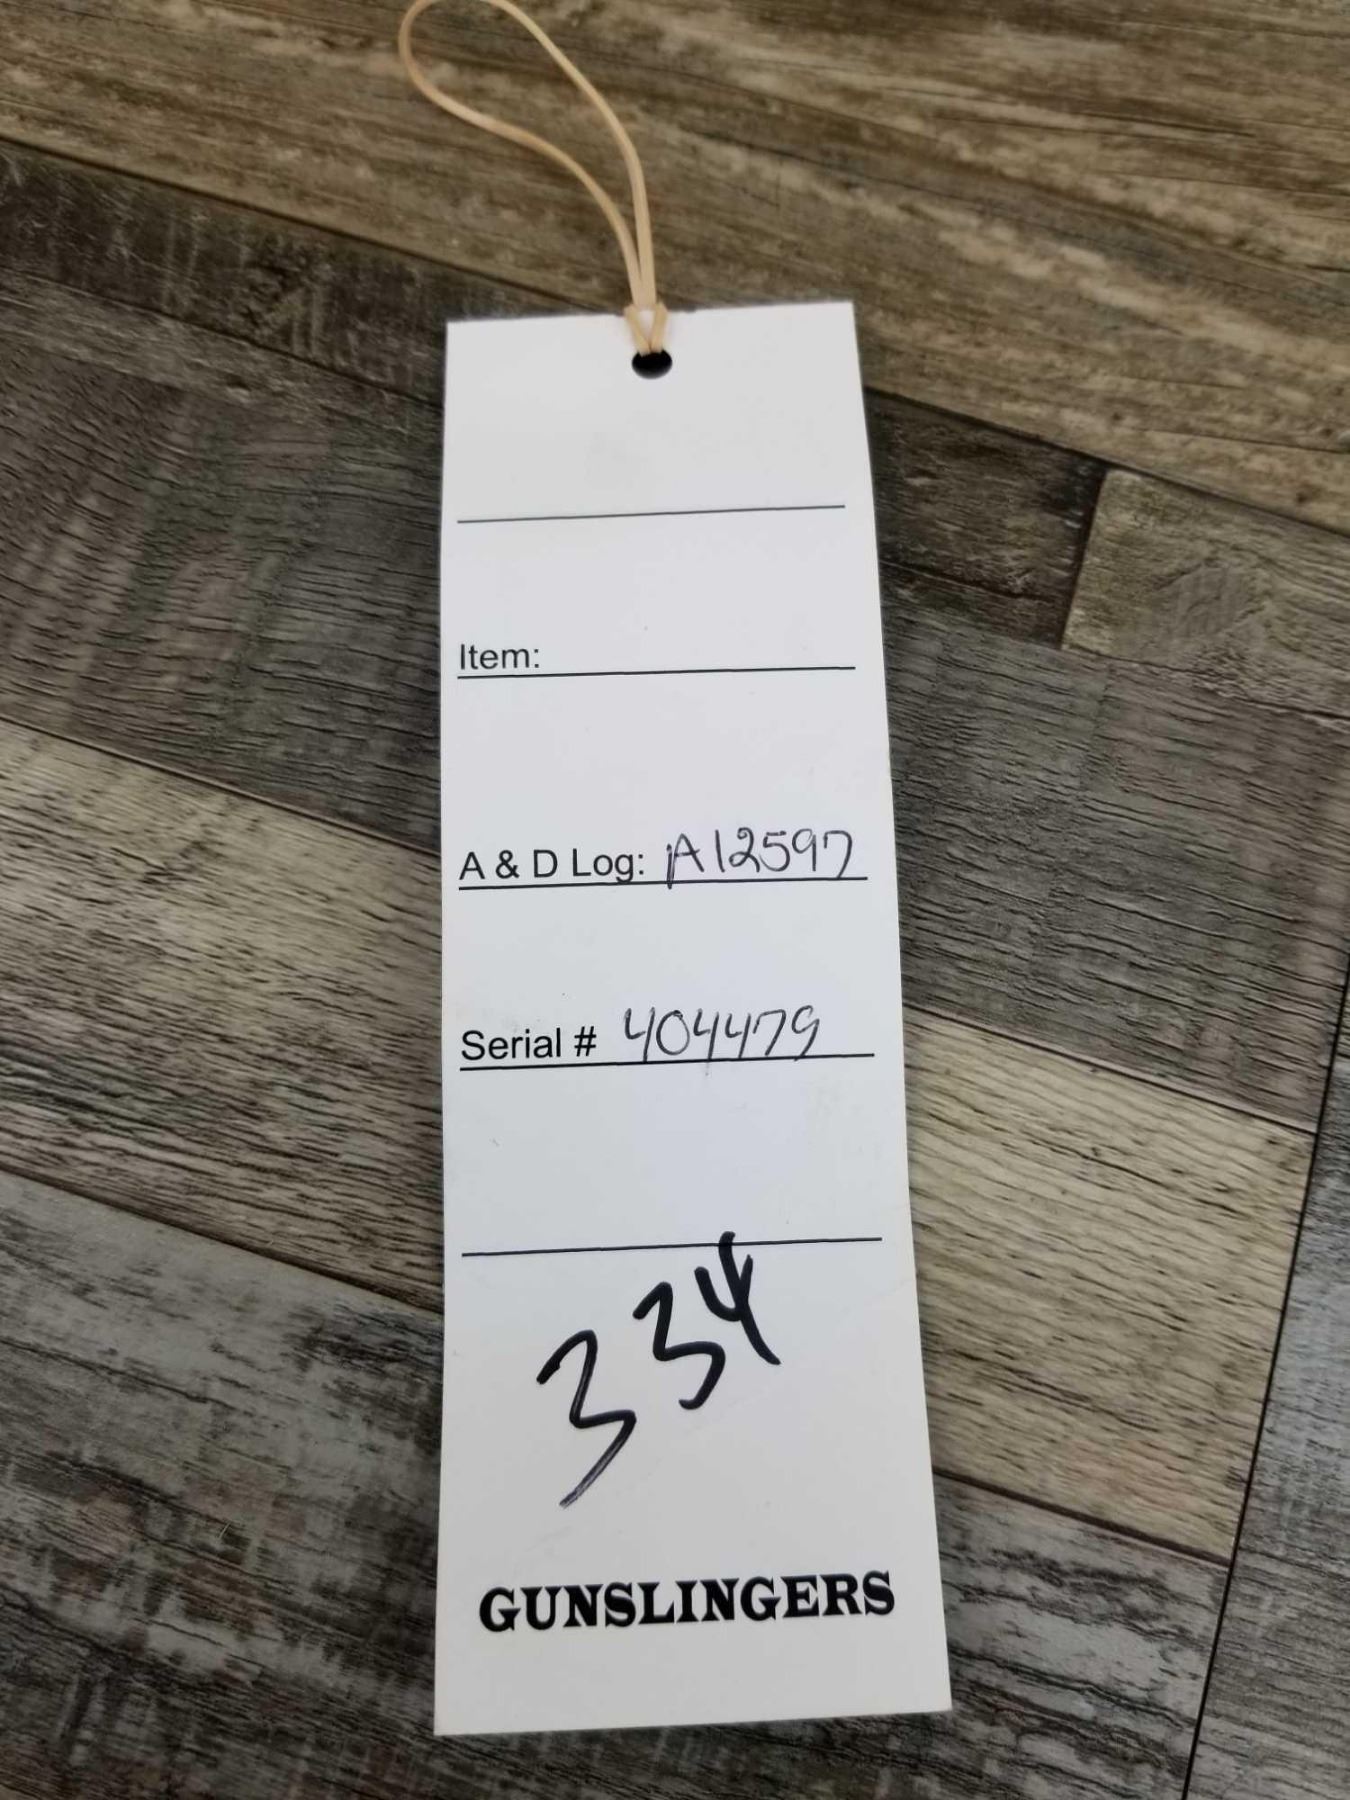 Item:
A & D Log: A12597
Serial # 404479
334
GUNSLINGERS